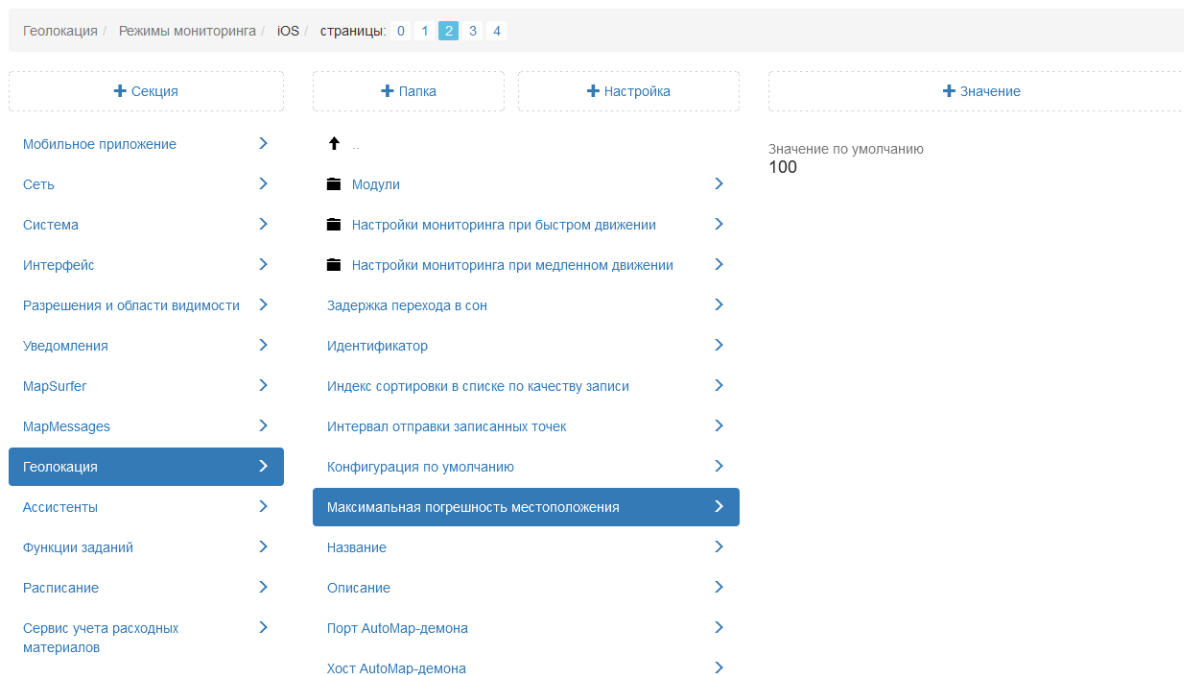 Геолокация / Режимы мониторинга / iOS / страницы: 0 1 2 3 4
+ Секция
+ Папка
+ Настройка
+ Значение
Мобильное приложение
Сеть
Система
Интерфейс
Разрешения и области видимости
Уведомления
MapSurfer
MapMessages
Геолокация
Ассистенты
Функции заданий
Расписание
Сервис учета расходных
материалов
..
Модули
Настройки мониторинга при быстром движении
Настройки мониторинга при медленном движении
Задержка перехода в сон
Идентификатор
Индекс сортировки в списке по качеству записи
Интервал отправки записанных точек
Конфигурация по умолчанию
Максимальная погрешность местоположения
Название
Описание
Порт AutoMap-демона
Хост AutoMap-демона
Значение по умолчанию
100